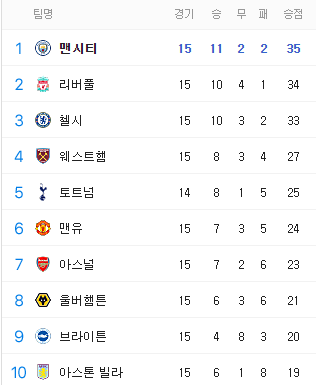 팀명 경기 승 무 패 승점
1 맨시티 15 11 2 2 35
2 리버풀 15 10 4 1 34
3 첼시 15 10 3 2 33
4 웨스트햄 15 8 3 4 27
5 토트넘 14 8 1 5 25
6 맨유 15 7 3 5 24
7 아스널 15 7 2 6 23
8 울버햄튼 15 6 3 6 21
9 브라이튼 15 4 8 3 20
10 아스톤 빌라 15 6 1 8 19